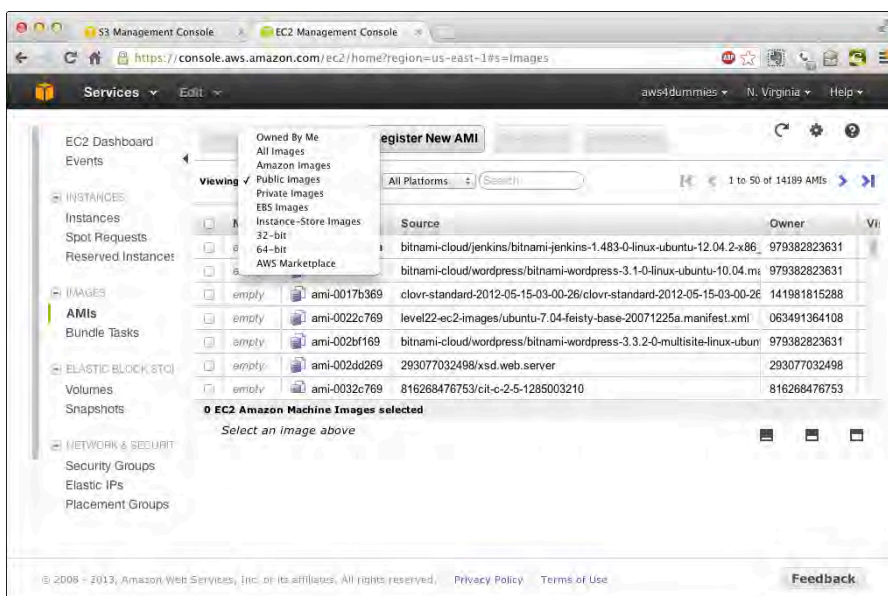 S3 Management Console
EC2 Management Console
https://console.aws.amazon.com/ec2/home?region=us-east-1#s=Images
ABP
Services
Edit
aws4dummies
N. Virginia
Help
EC2 Dashboard
Events
INSTANCES
Instances
Spot Requests
Reserved Instances
IMAGES
AMIs
Bundle Tasks
ELASTIC BLOCK STO
Volumes
Snapshots
NETWORK & SECURIT
Security Groups
Elastic IPs
Placement Groups
egister New AMI
Viewing
Owned By Me
All Images
Amazon Images
✓ Public Images
Private Images
EBS Images
Instance-Store Images
32-bit
64-bit
AWS Marketplace
All Platforms
Search
1 to 50 of 14189 AMIs
Source Owner Vi
bitnami-cloud/jenkins/bitnami-jenkins-1.483-0-linux-ubuntu-12.04.2-x86_ 979382823631
bitnami-cloud/wordpress/bitnami-wordpress-3.1-0-linux-ubuntu-10.04.ma 979382823631
empty ami-0017b369 clovr-standard-2012-05-15-03-00-26/clovr-standard-2012-05-15-03-00-26 141981815288
empty ami-0022c769 level22-ec2-images/ubuntu-7.04-feisty-base-20071225a.manifest.xml 063491364108
empty ami-002bf169 bitnami-cloud/wordpress/bitnami-wordpress-3.3.2-0-multisite-linux-ubun 979382823631
empty ami-002dd269 293077032498/xsd.web.server 293077032498
empty ami-0032c769 816268476753/cit-c-2-5-1285003210 816268476753
0 EC2 Amazon Machine Images selected
Select an image above
© 2008 - 2013, Amazon Web Services, Inc. or its affiliates. All rights reserved. Privacy Policy Terms of Use
Feedback